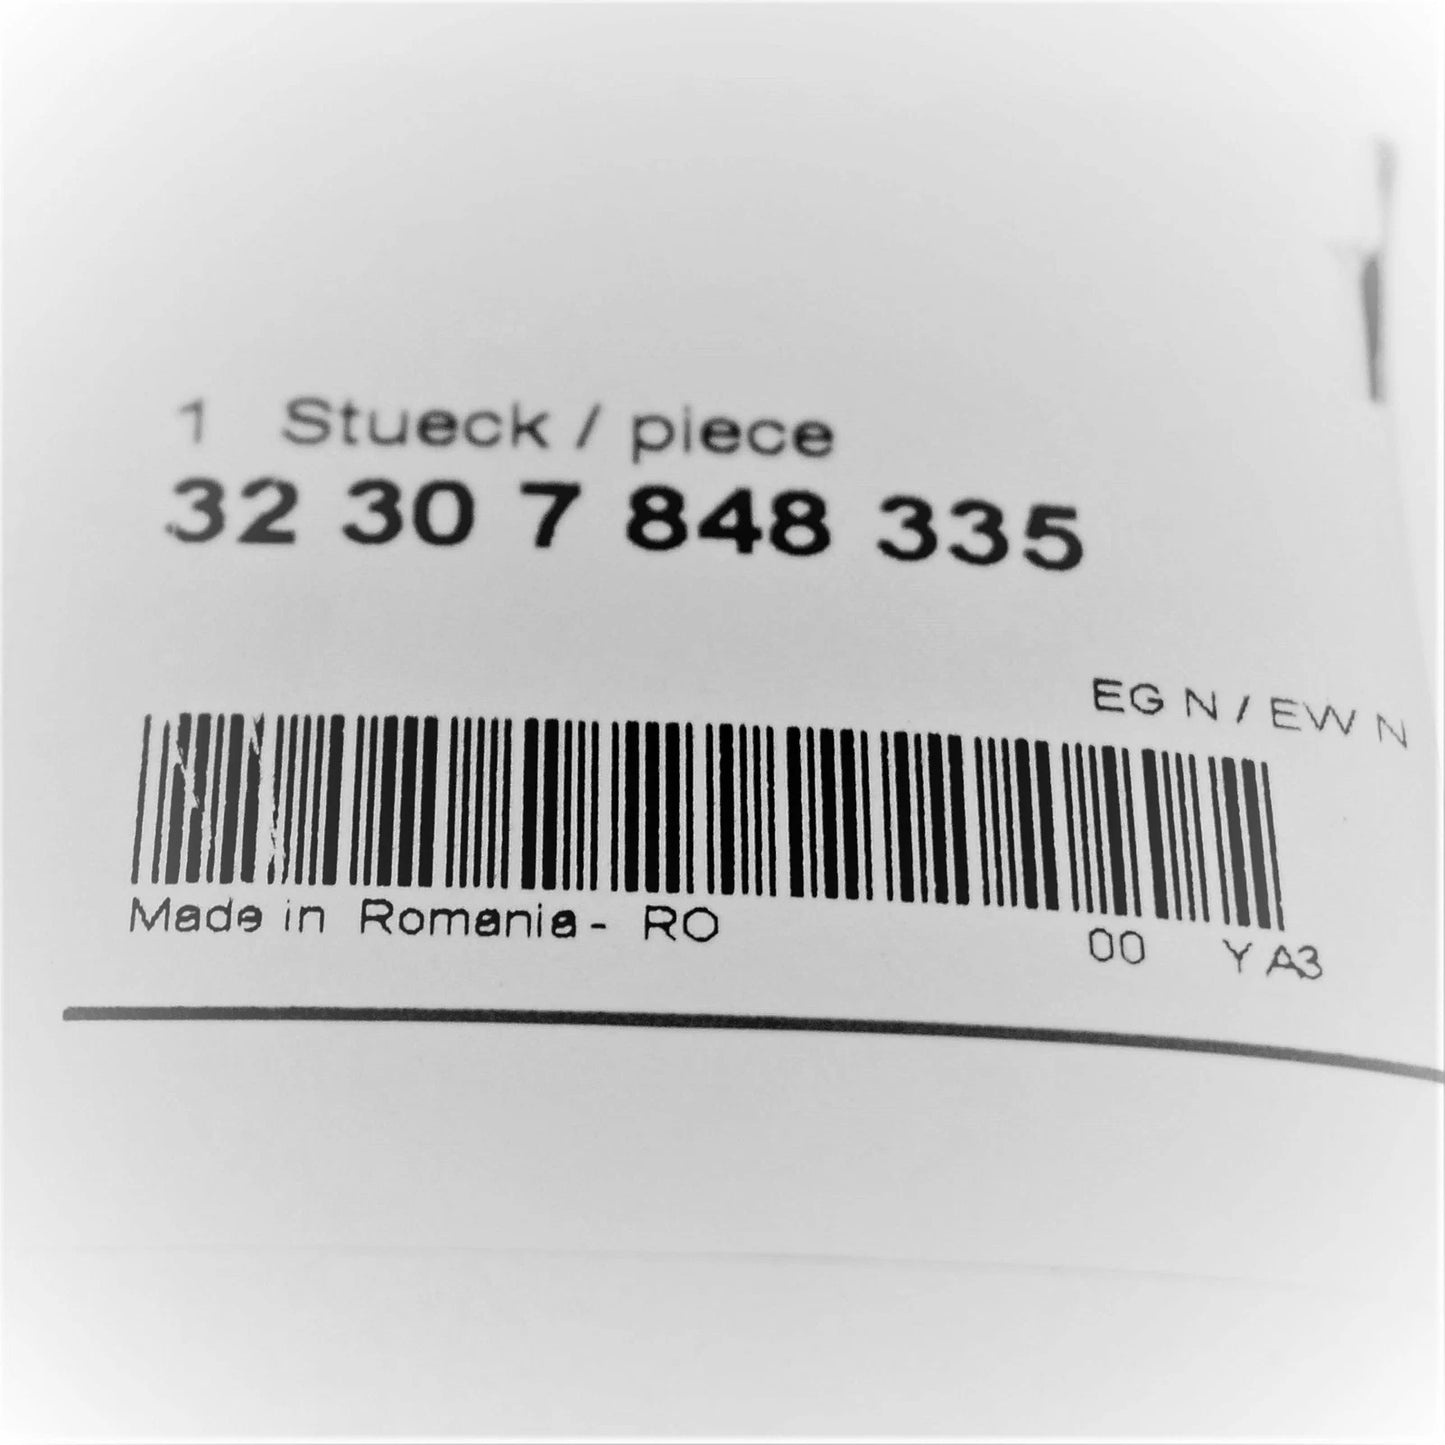 1 Stueck / piece
32 30 7 848 335
EG N / EW N
Made in Romania - RO
00 Y A3